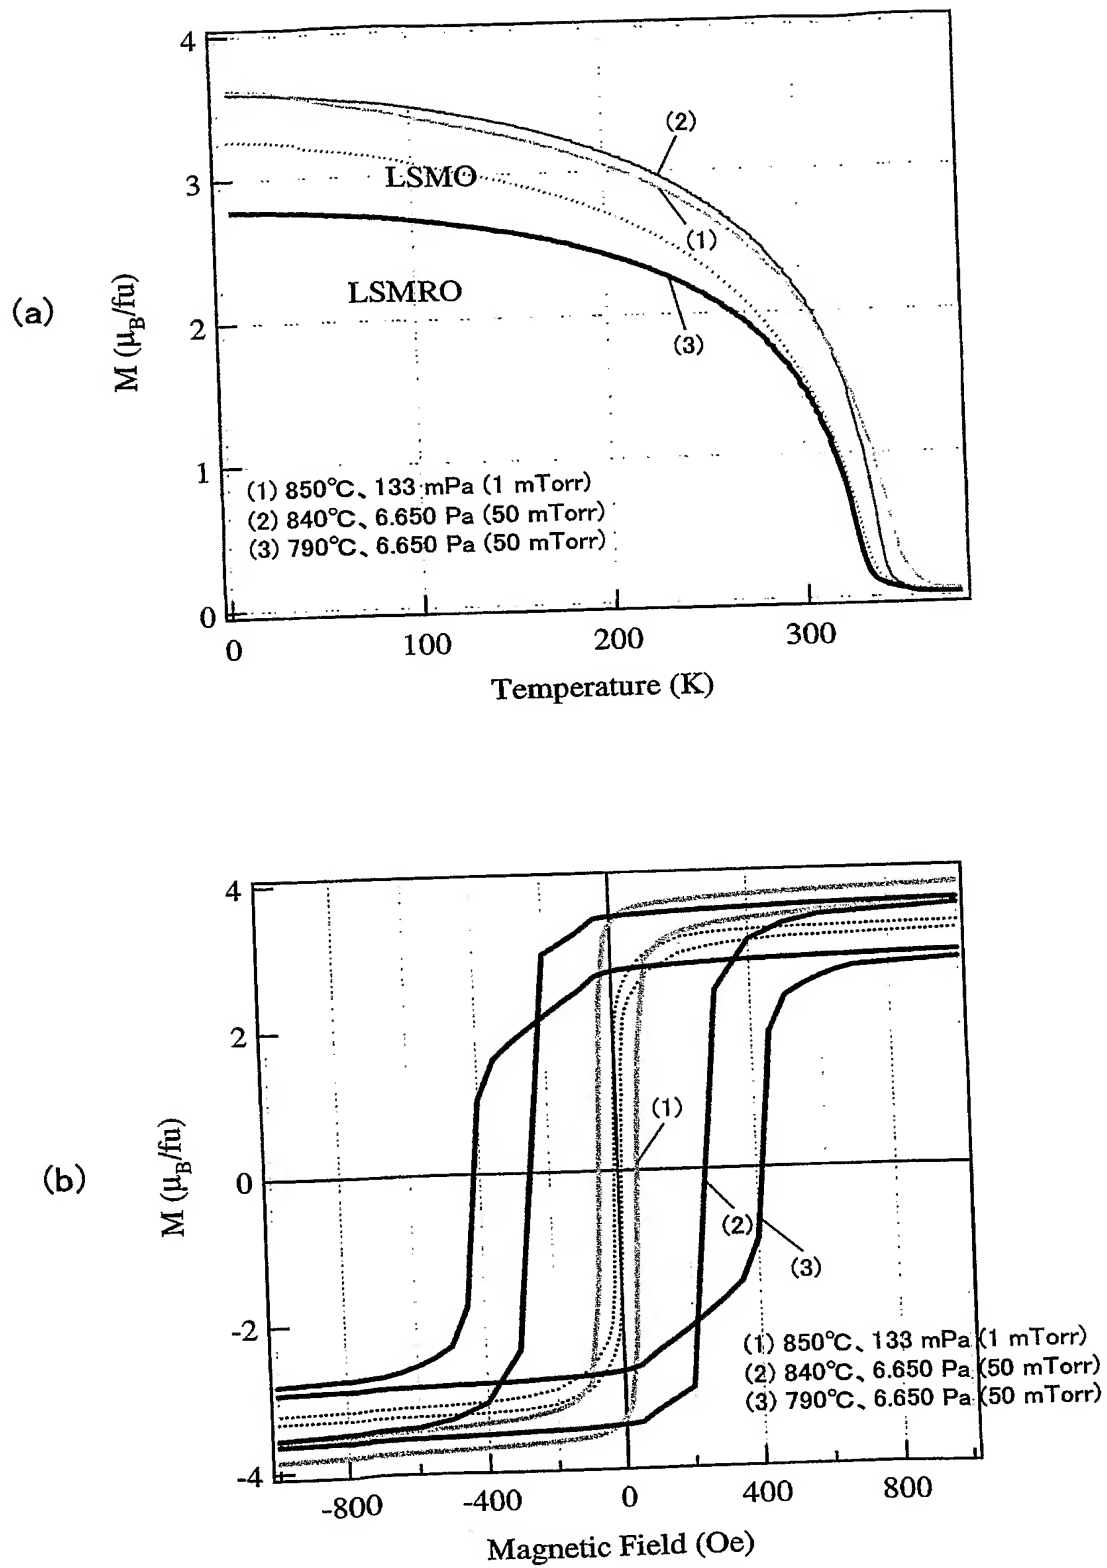 (a)
M (μB/fu)
4
3
2
1
0
(2)
LSMO
(1)
LSMRO
(3)
(1) 850℃、133 mPa (1 mTorr)
(2) 840℃、6.650 Pa (50 mTorr)
(3) 790℃、6.650 Pa (50 mTorr)
0 100 200 300
Temperature (K)
(b)
M (μB/fu)
4
2
0
-2
-4
(1)
(2)
(3)
(1) 850℃、133 mPa (1 mTorr)
(2) 840℃、6.650 Pa (50 mTorr)
(3) 790℃、6.650 Pa (50 mTorr)
-800 -400 0 400 800
Magnetic Field (Oe)